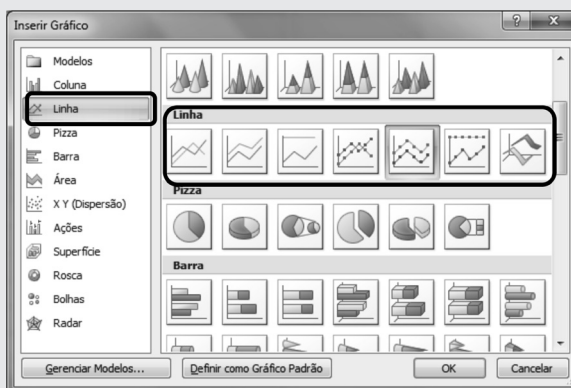 Inserir Gráfico
Modelos
Coluna
Linha
Pizza
Barra
Área
X Y (Dispersão)
Ações
Superfície
Rosca
Bolhas
Radar
Linha
Pizza
Barra
Gerenciar Modelos...
Definir como Gráfico Padrão
OK
Cancelar